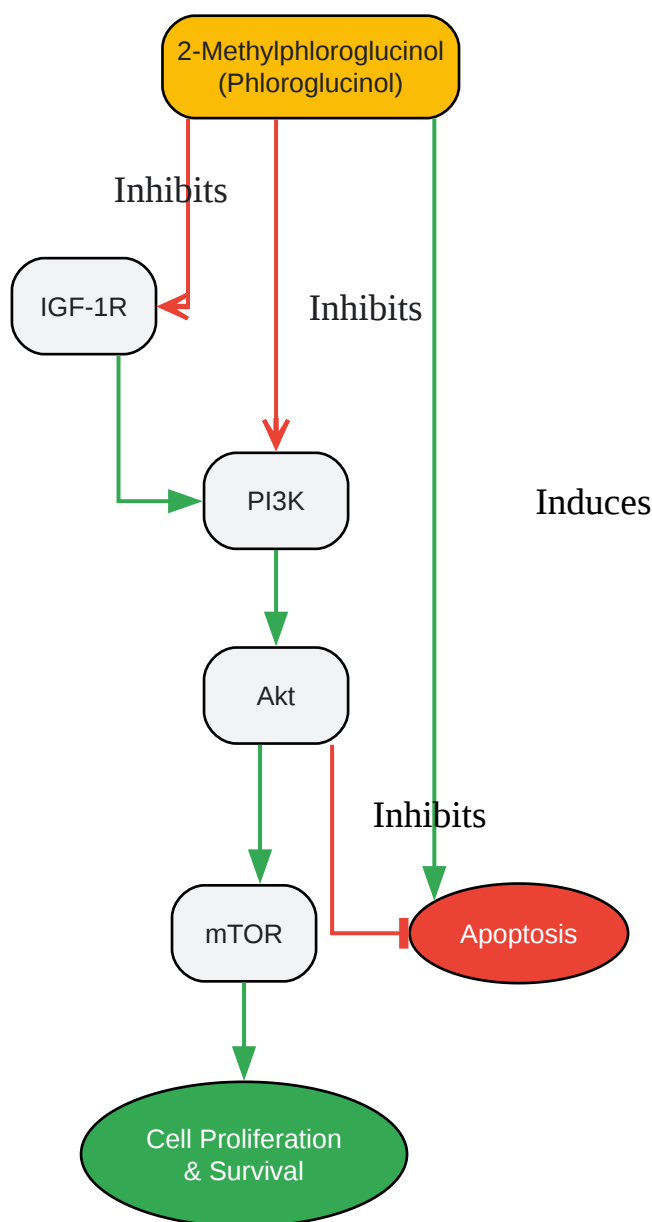 2-Methylphloroglucinol
(Phloroglucinol)
Inhibits
IGF-1R
Inhibits
PI3K
Induces
Akt
Inhibits
mTOR
Apoptosis
Cell Proliferation
& Survival